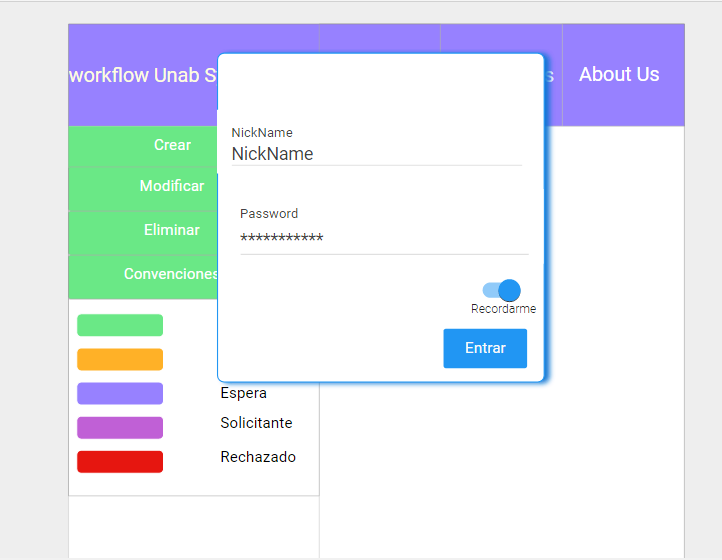 workflow Unab S
s
About Us
Crear
Modificar
Eliminar
Convenciones
NickName
NickName
Password
***********
Recordarme
Entrar
Espera
Solicitante
Rechazado